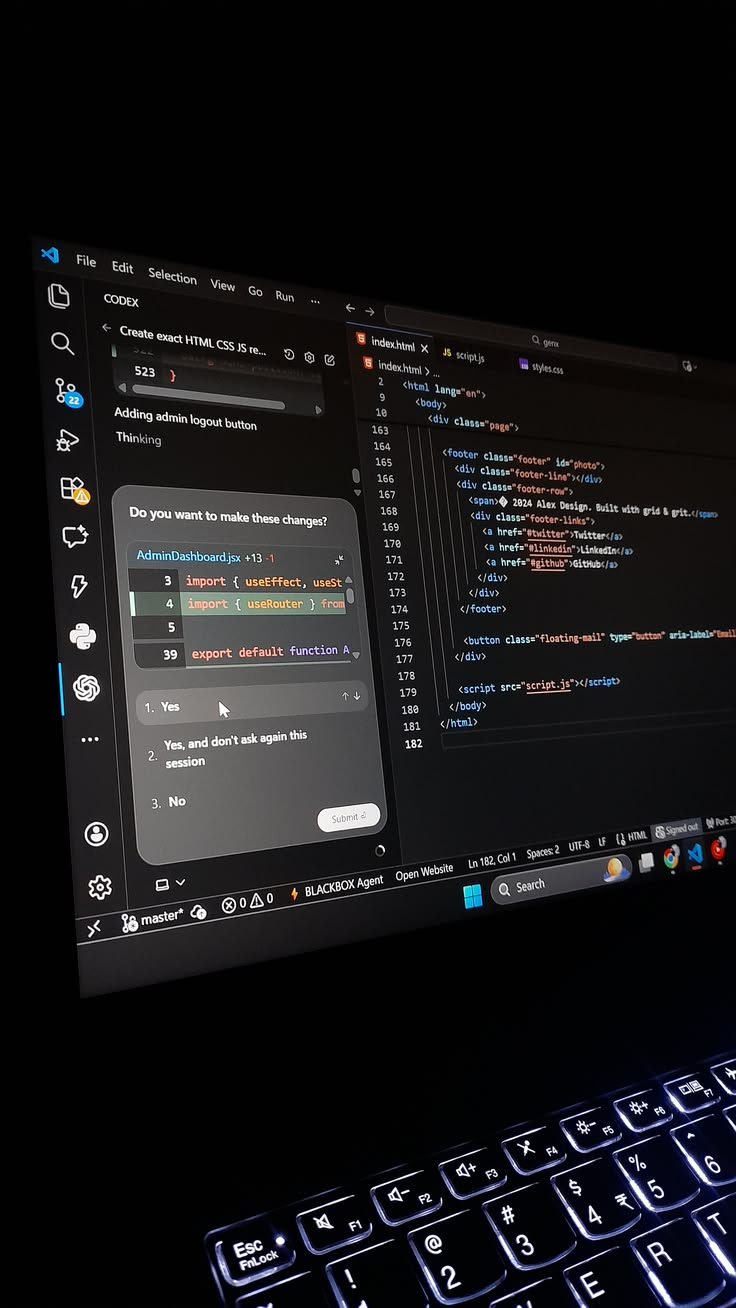 File Edit Selection View Go Run ...
genx
CODEX
Create exact HTML CSS JS re...
523 }
Adding admin logout button
Thinking
Do you want to make these changes?
AdminDashboard.jsx +13 -1
3 import { useEffect, useSt
4 import { useRouter } from
5
39 export default function A
1. Yes
2. Yes, and don't ask again this
session
3. No
Submit
22
index.html
JS script.js
styles.css
index.html > ...
2 <html lang="en">
9 <body>
10 <div class="page">
163
164 <footer class="footer" id="photo">
165 <div class="footer-line"></div>
166 <div class="footer-row">
167 <span>� 2024 Alex Design. Built with grid & grit.</span>
168 <div class="footer-links">
169 <a href="#twitter">Twitter</a>
170 <a href="#linkedin">LinkedIn</a>
171 <a href="#github">GitHub</a>
172 </div>
173 </div>
174 </footer>
175
176 <button class="floating-mail" type="button" aria-label="Email
177 </div>
178
179 <script src="script.js"></script>
180 </body>
181 </html>
182
master* 0 0 BLACKBOX Agent Open Website Ln 182, Col 1 Spaces: 2 UTF-8 LF {} HTML Signed out Port: 30
Search
Esc FnLock F1 F2 F3 F4 F5 F6 F7
! @ 2 # 3 $ 4 ₹ % 5 ^ 6
E R T